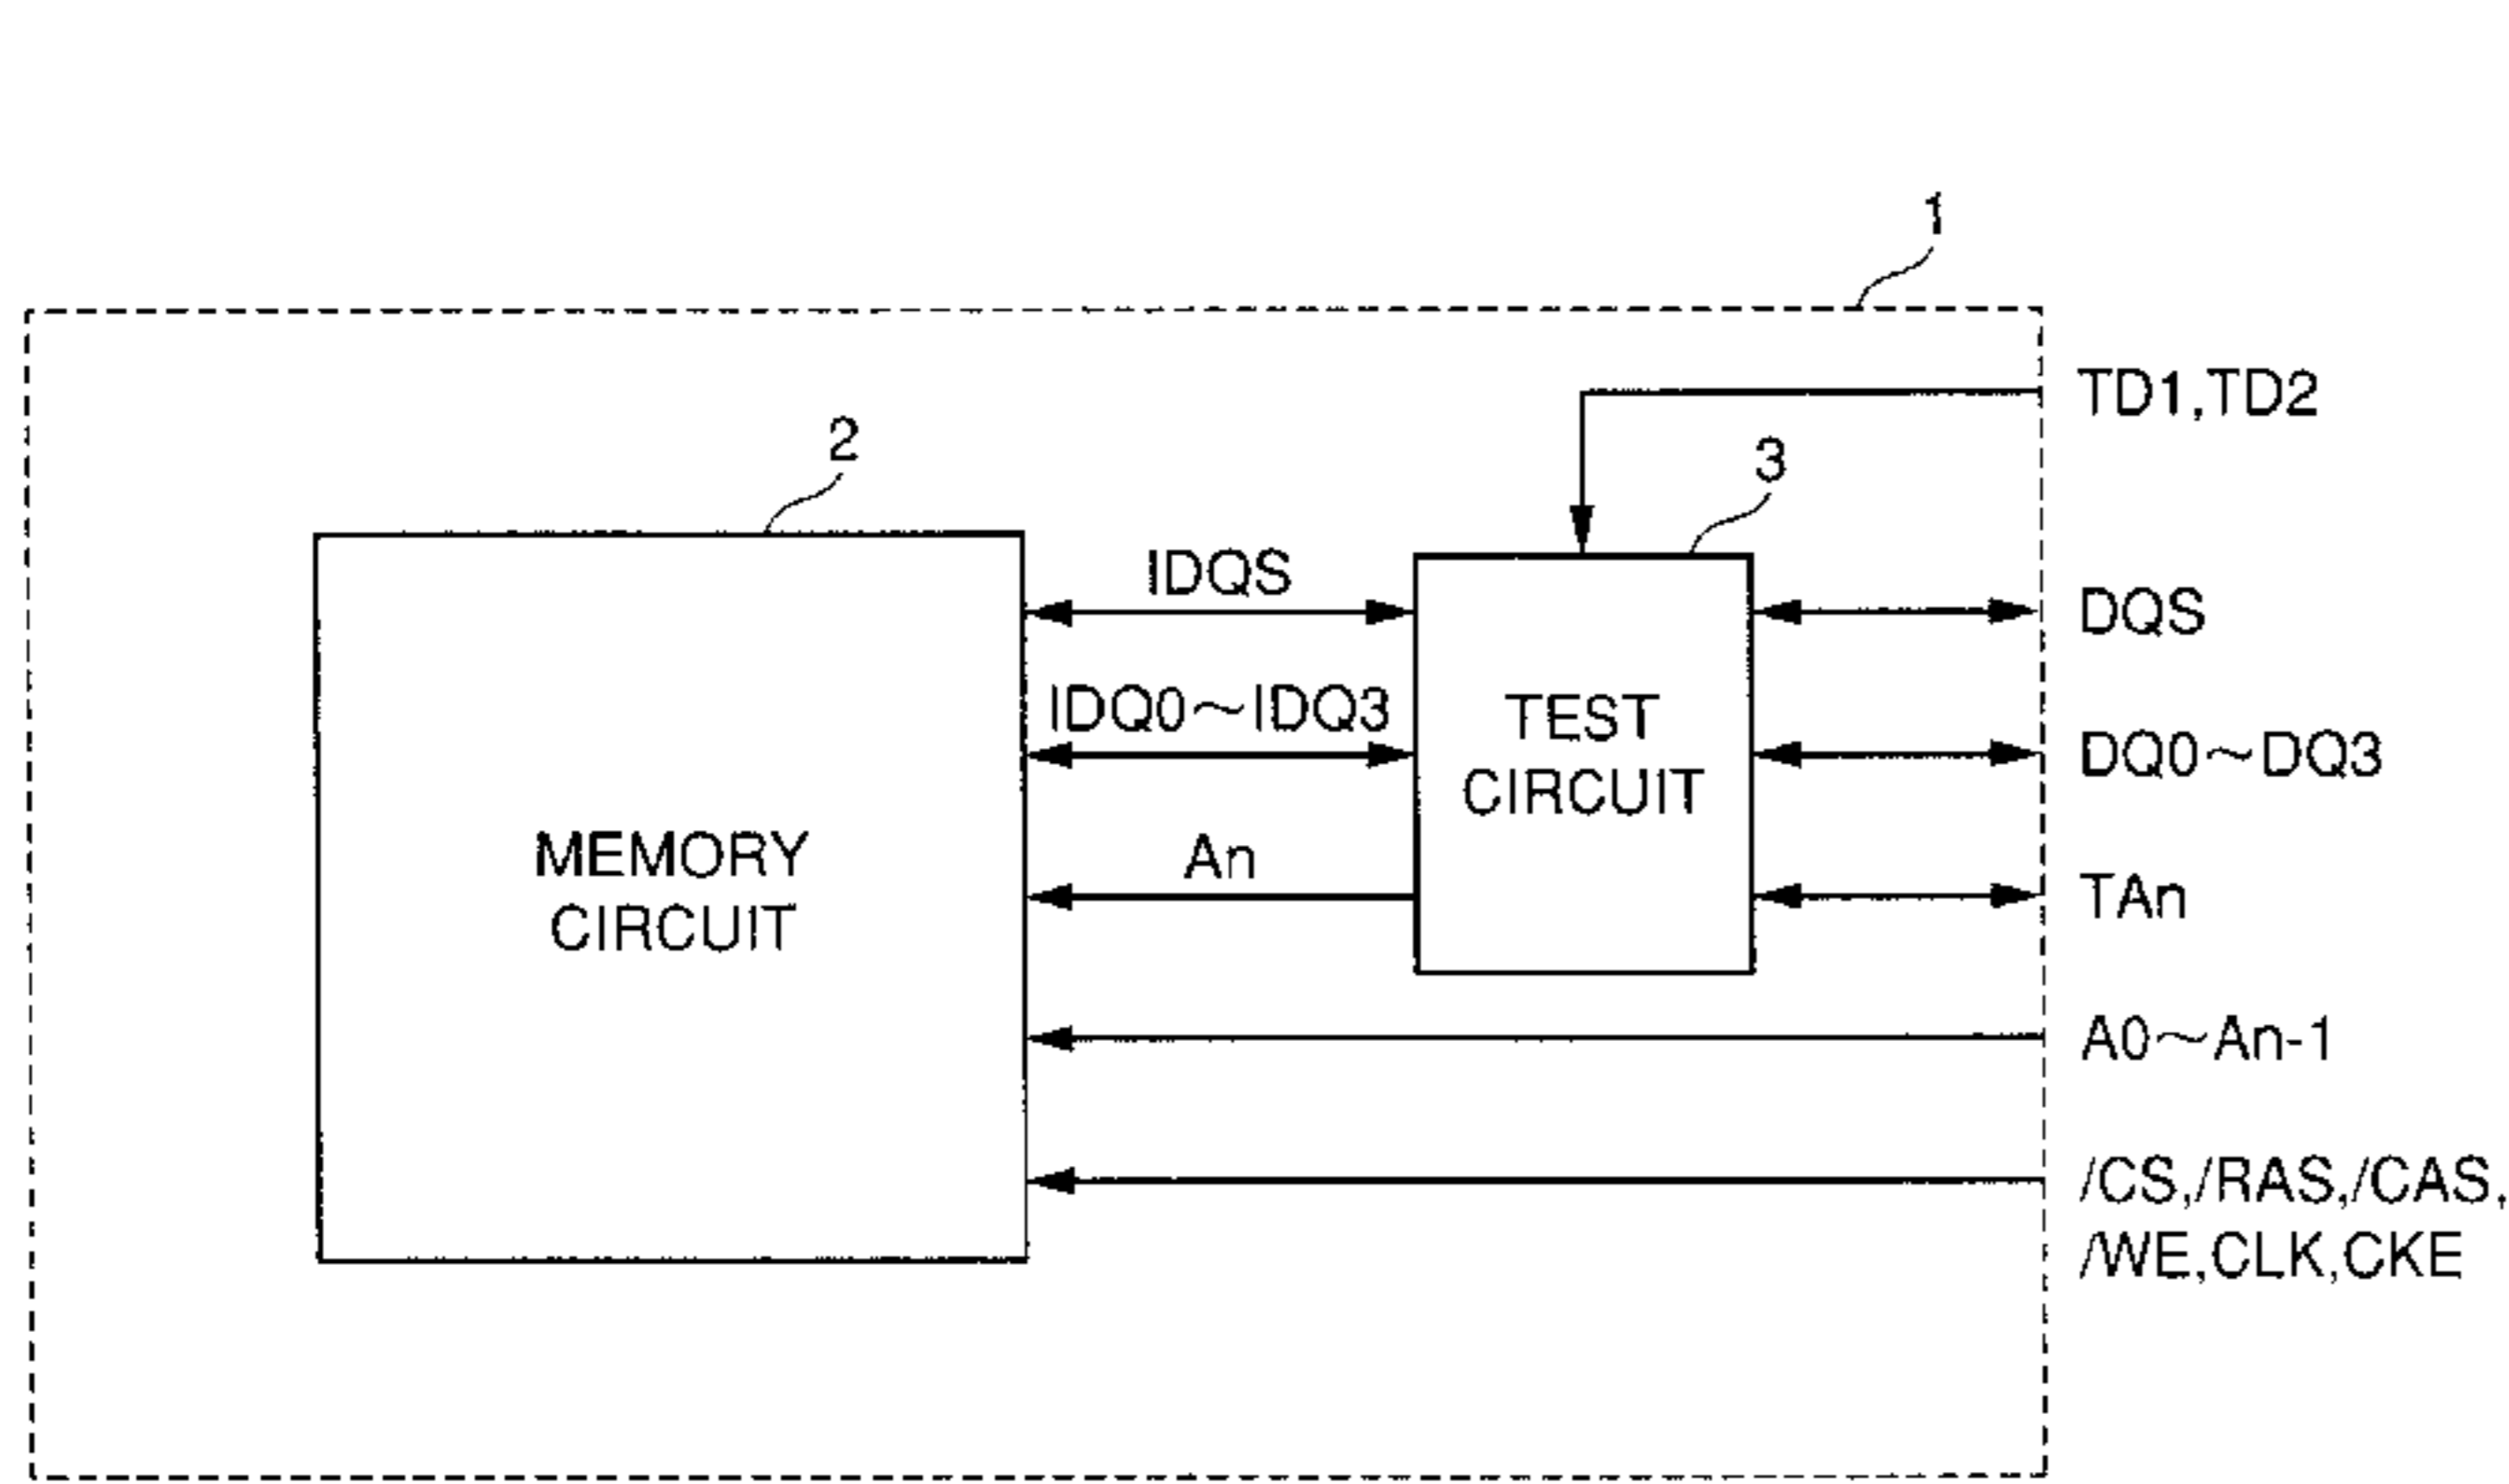 1
TD1,TD2
2
3
IDQS
DQS
IDQ0~IDQ3
TEST
CIRCUIT
DQ0~DQ3
MEMORY
CIRCUIT
An
TAn
A0~An-1
/CS,/RAS,/CAS,
/WE,CLK,CKE